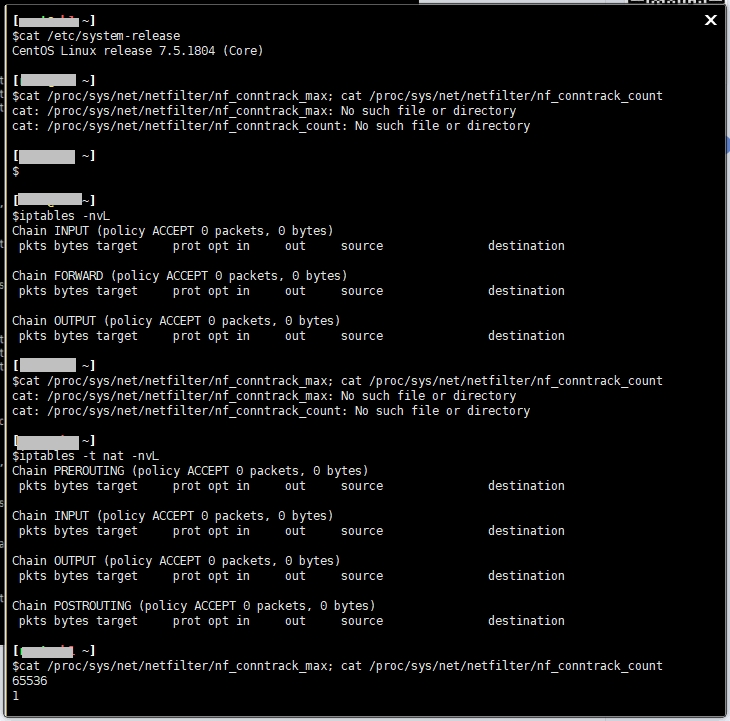 [ ~]
$cat /etc/system-release
CentOS Linux release 7.5.1804 (Core)
[ ~]
$cat /proc/sys/net/netfilter/nf_conntrack_max; cat /proc/sys/net/netfilter/nf_conntrack_count
cat: /proc/sys/net/netfilter/nf_conntrack_max: No such file or directory
cat: /proc/sys/net/netfilter/nf_conntrack_count: No such file or directory
[ ~]
$
[ ~]
$iptables -nvL
Chain INPUT (policy ACCEPT 0 packets, 0 bytes)
pkts bytes target prot opt in out source destination
Chain FORWARD (policy ACCEPT 0 packets, 0 bytes)
pkts bytes target prot opt in out source destination
Chain OUTPUT (policy ACCEPT 0 packets, 0 bytes)
pkts bytes target prot opt in out source destination
[ ~]
$cat /proc/sys/net/netfilter/nf_conntrack_max; cat /proc/sys/net/netfilter/nf_conntrack_count
cat: /proc/sys/net/netfilter/nf_conntrack_max: No such file or directory
cat: /proc/sys/net/netfilter/nf_conntrack_count: No such file or directory
[ ~]
$iptables -t nat -nvL
Chain PREROUTING (policy ACCEPT 0 packets, 0 bytes)
pkts bytes target prot opt in out source destination
Chain INPUT (policy ACCEPT 0 packets, 0 bytes)
pkts bytes target prot opt in out source destination
Chain OUTPUT (policy ACCEPT 0 packets, 0 bytes)
pkts bytes target prot opt in out source destination
Chain POSTROUTING (policy ACCEPT 0 packets, 0 bytes)
pkts bytes target prot opt in out source destination
[ ~]
$cat /proc/sys/net/netfilter/nf_conntrack_max; cat /proc/sys/net/netfilter/nf_conntrack_count
65536
1